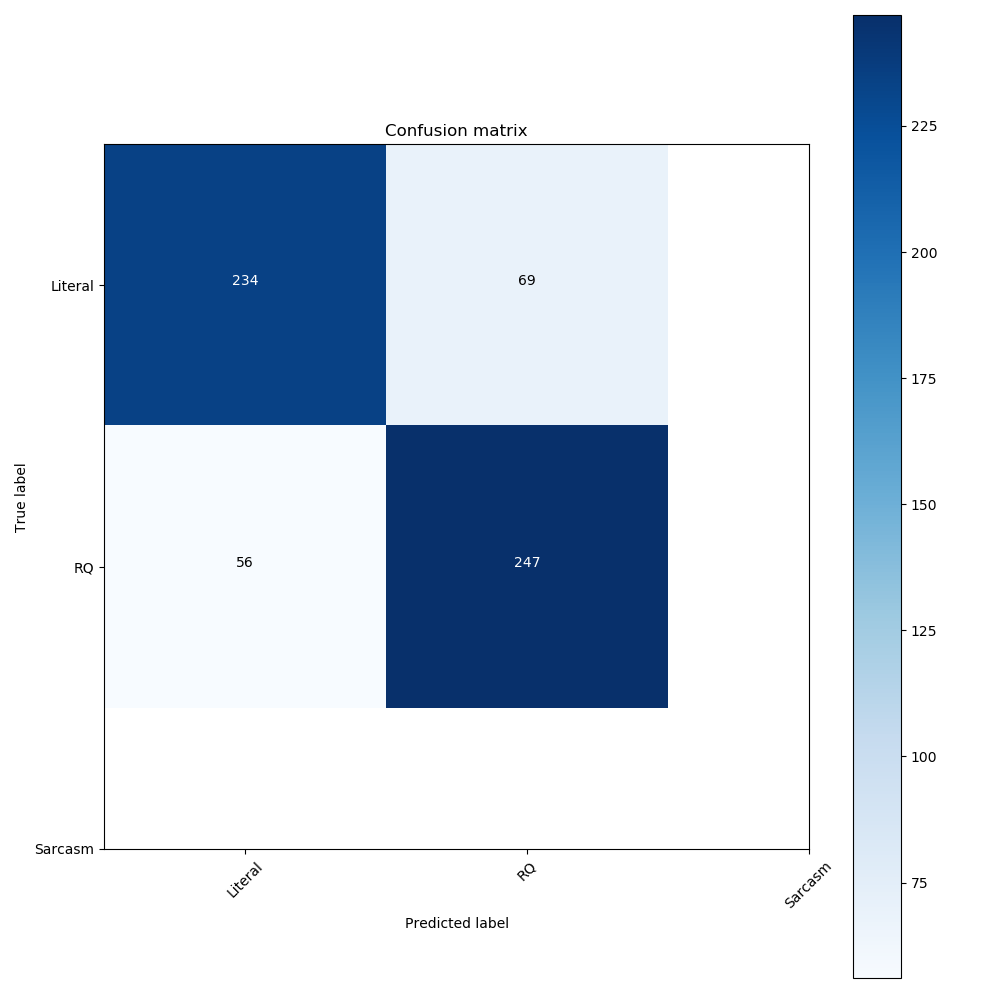 Confusion matrix
True label
Literal
RQ
Sarcasm
234
69
56
247
Literal
RQ
Sarcasm
Predicted label
225
200
175
150
125
100
75